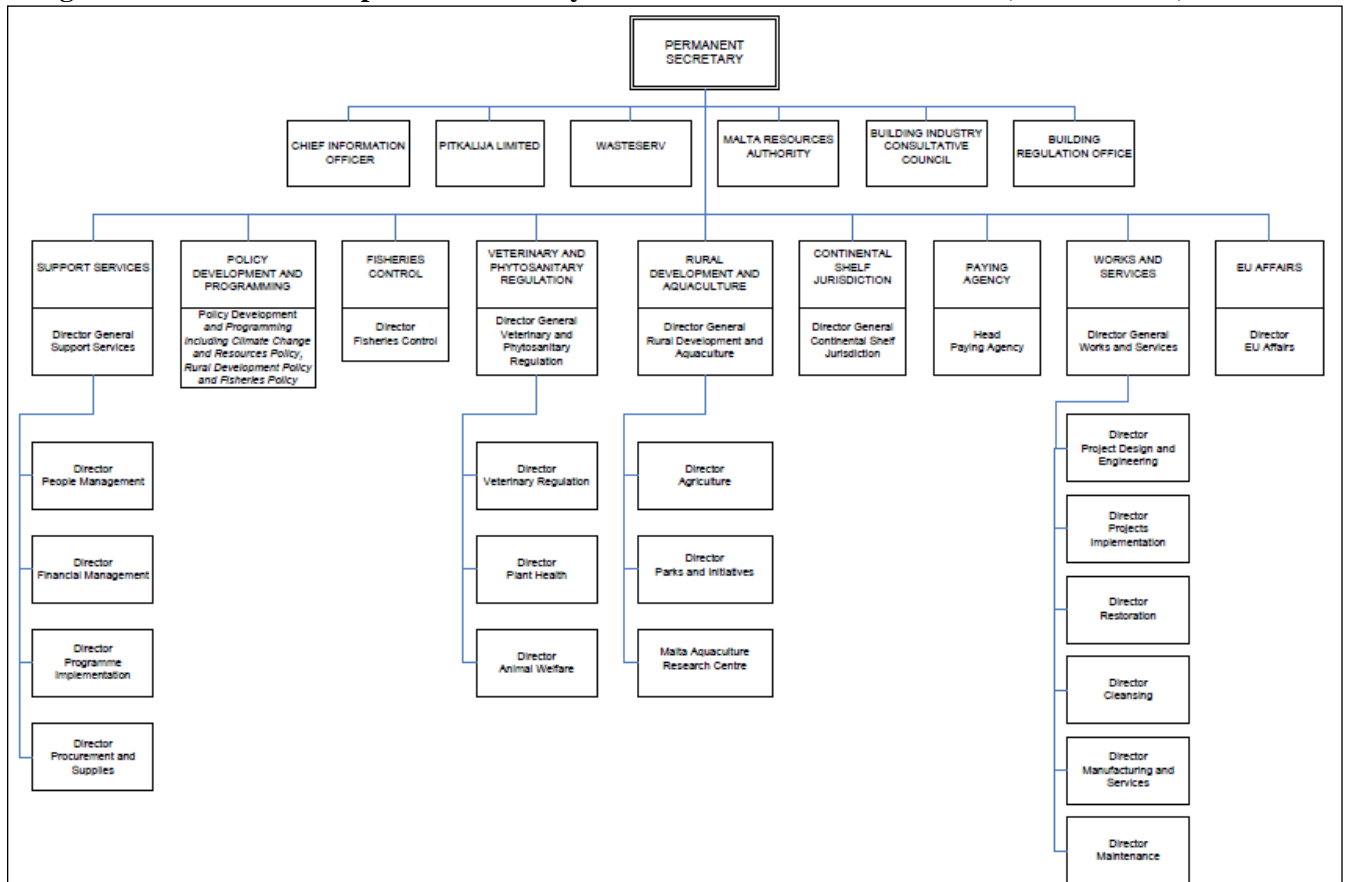 PERMANENT
SECRETARY
CHIEF INFORMATION
OFFICER
PITKALIJA LIMITED
WASTESERV
MALTA RESOURCES
AUTHORITY
BUILDING INDUSTRY
CONSULTATIVE
COUNCIL
BUILDING
REGULATION OFFICE
SUPPORT SERVICES
Director General
Support Services
POLICY
DEVELOPMENT AND
PROGRAMMING
Policy Development
and Programming
including Climate Change
and Resources Policy,
Rural Development Policy
and Fisheries Policy
FISHERIES
CONTROL
Director
Fisheries Control
VETERINARY AND
PHYTOSANITARY
REGULATION
Director General
Veterinary and
Phytosanitary
Regulation
RURAL
DEVELOPMENT AND
AQUACULTURE
Director General
Rural Development and
Aquaculture
CONTINENTAL
SHELF
JURISDICTION
Director General
Continental Shelf
Jurisdiction
PAYING
AGENCY
Head
Paying Agency
WORKS AND
SERVICES
Director General
Works and Services
EU AFFAIRS
Director
EU Affairs
Director
People Management
Director
Financial Management
Director
Programme
Implementation
Director
Procurement and
Supplies
Director
Veterinary Regulation
Director
Plant Health
Director
Animal Welfare
Director
Agriculture
Director
Parks and Initiatives
Malta Aquaculture
Research Centre
Director
Project Design and
Engineering
Director
Projects
Implementation
Director
Restoration
Director
Cleansing
Director
Manufacturing and
Services
Director
Maintenance